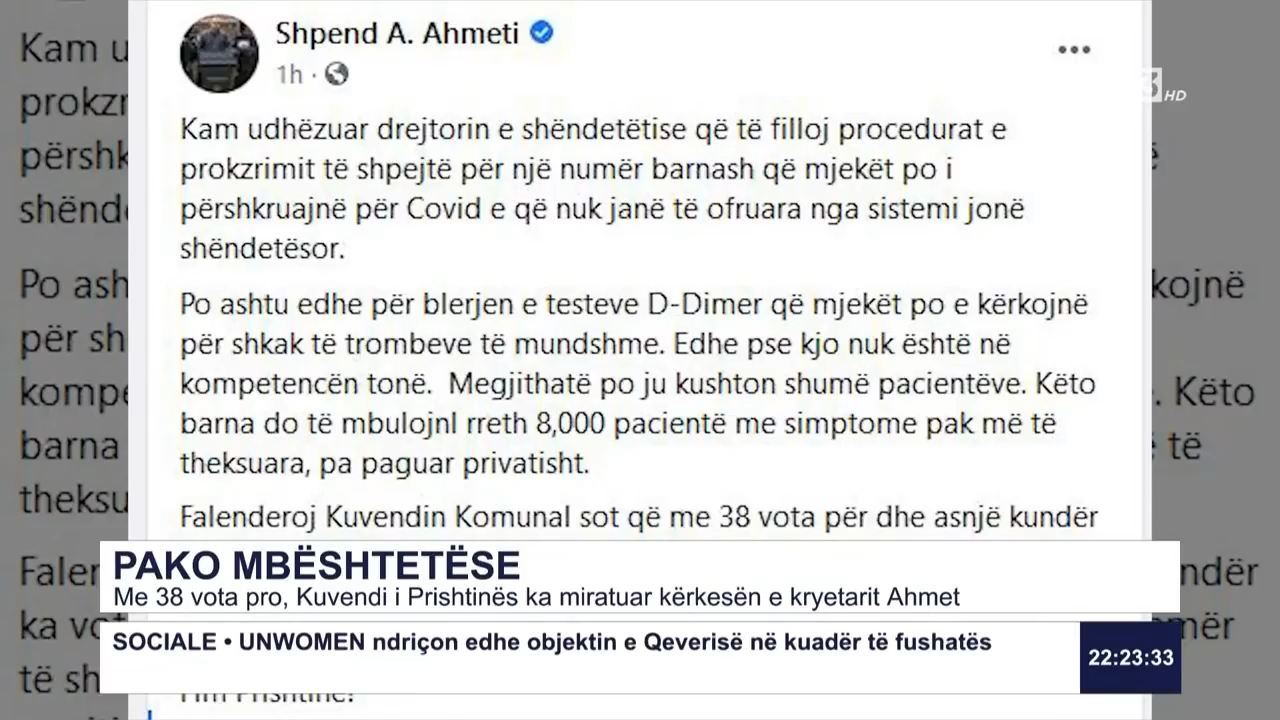 Shpend A. Ahmeti
1h ·
Kam udhëzuar drejtorin e shëndetëtise që të filloj procedurat e
prokzrimit të shpejtë për një numër barnash që mjekët po i
përshkruajnë për Covid e që nuk janë të ofruara nga sistemi jonë
shëndetësor.
Po ashtu edhe për blerjen e testeve D-Dimer që mjekët po e kërkojnë
për shkak të trombeve të mundshme. Edhe pse kjo nuk është në
kompetencën tonë. Megjithatë po ju kushton shumë pacientëve. Këto
barna do të mbulojnl rreth 8,000 pacientë me simptome pak më të
theksuara, pa paguar privatisht.
Falenderoj Kuvendin Komunal sot që me 38 vota për dhe asnjë kundër
PAKO MBËSHTETËSE
Me 38 vota pro, Kuvendi i Prishtinës ka miratuar kërkesën e kryetarit Ahmet
SOCIALE • UNWOMEN ndriçon edhe objektin e Qeverisë në kuadër të fushatës
22:23:33
HD